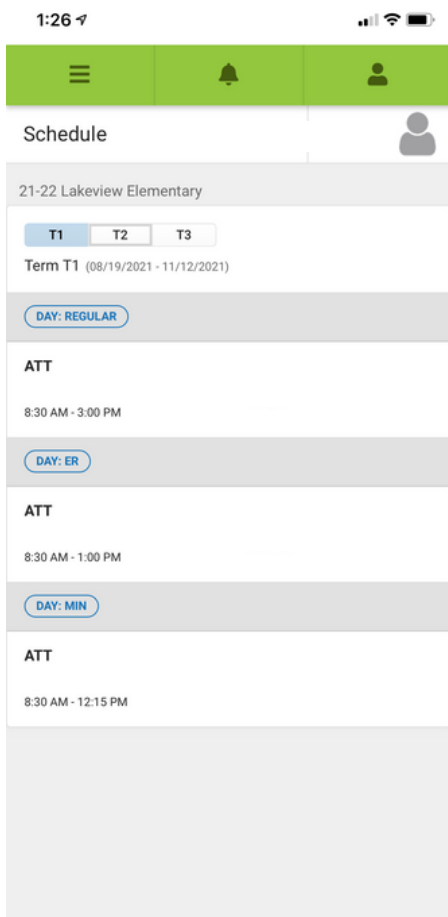 1:26
Schedule
21-22 Lakeview Elementary
T1 T2 T3
Term T1 (08/19/2021 - 11/12/2021)
DAY: REGULAR
ATT
8:30 AM - 3:00 PM
DAY: ER
ATT
8:30 AM - 1:00 PM
DAY: MIN
ATT
8:30 AM - 12:15 PM